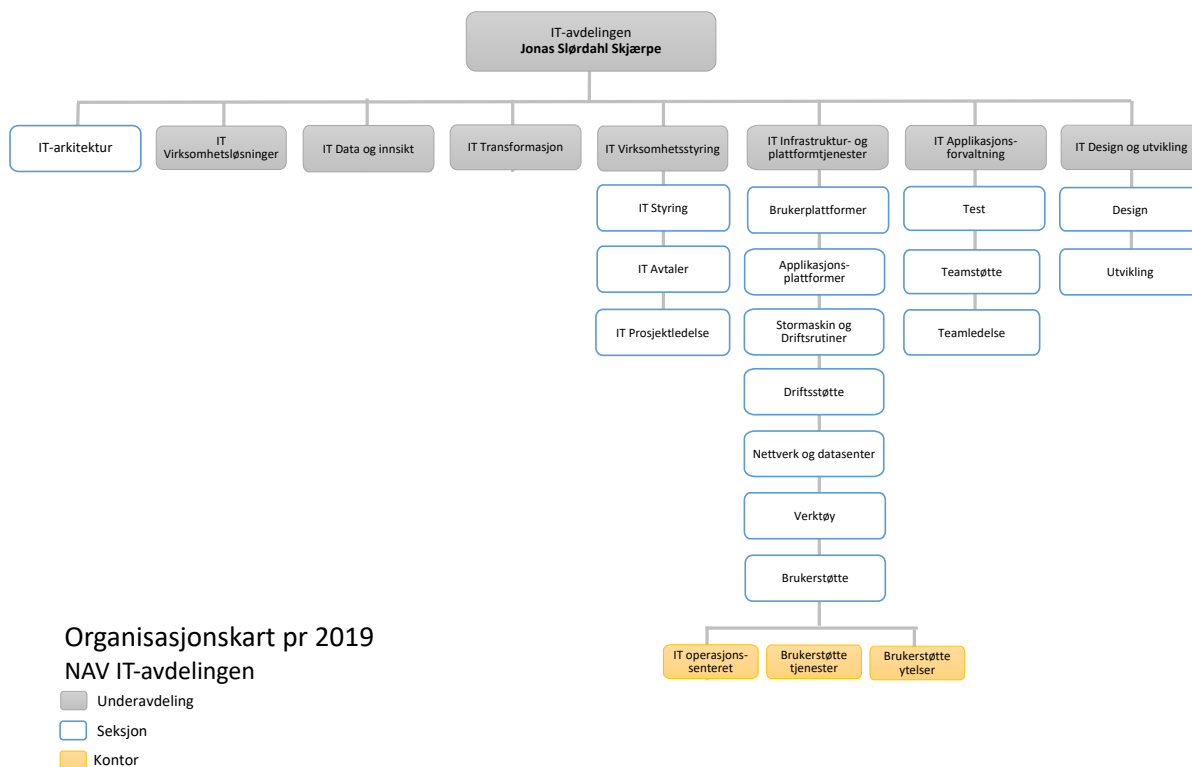 IT-avdelingen
Jonas Slørdahl Skjærpe
IT-arkitektur
IT
Virksomhetsløsninger
IT Data og innsikt
IT Transformasjon
IT Virksomhetsstyring
IT Infrastruktur- og
plattformtjenester
IT Applikasjons-
forvaltning
IT Design og utvikling
IT Styring
IT Avtaler
IT Prosjektledelse
Brukerplattformer
Applikasjons-
plattformer
Stormaskin og
Driftsrutiner
Driftsstøtte
Nettverk og datasenter
Verktøy
Brukerstøtte
Test
Teamstøtte
Teamledelse
Design
Utvikling
IT operasjons-
senteret
Brukerstøtte
tjenester
Brukerstøtte
ytelser
Organisasjonskart pr 2019
NAV IT-avdelingen
Underavdeling
Seksjon
Kontor